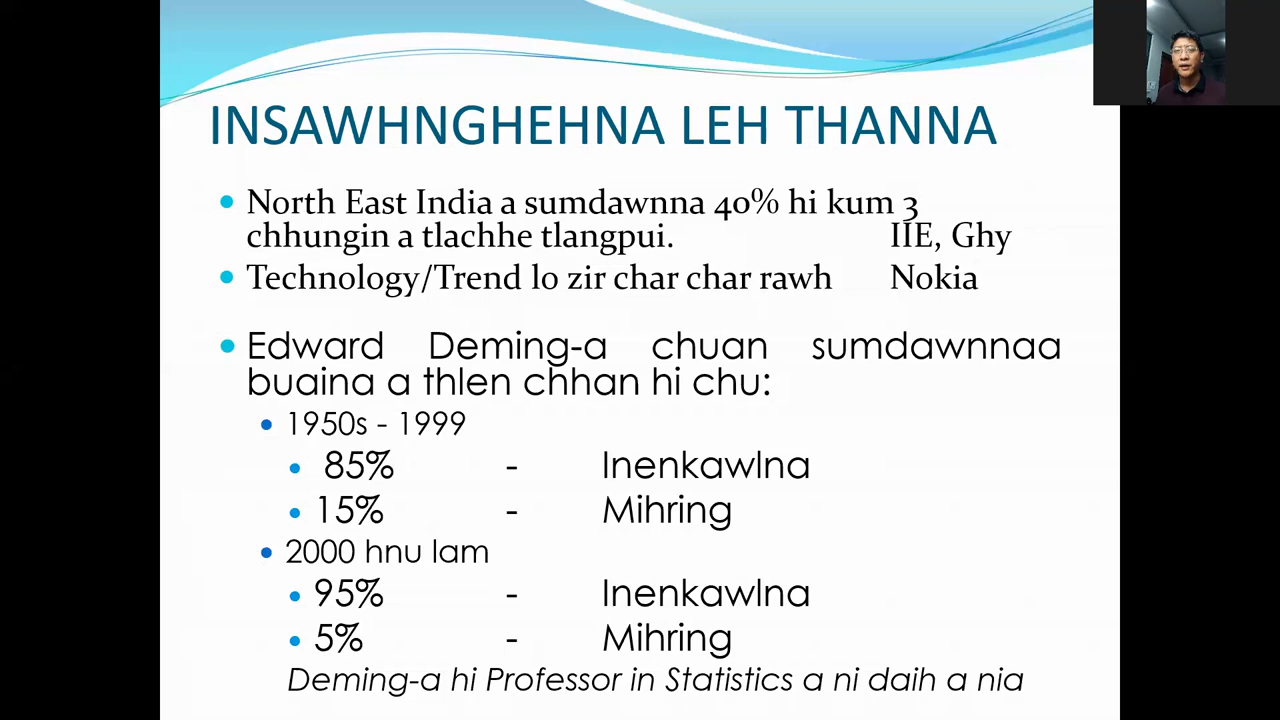 INSAWHNGHEHNA LEH THANNA
North East India a sumdawnna 40% hi kum 3
chhungin a tlachhe tlangpui. IIE, Ghy
Technology/Trend lo zir char char rawh Nokia
Edward Deming-a chuan sumdawnnaa
buaina a thlen chhan hi chu:
1950s - 1999
85% - Inenkawlna
15% - Mihring
2000 hnu lam
95% - Inenkawlna
5% - Mihring
Deming-a hi Professor in Statistics a ni daih a nia